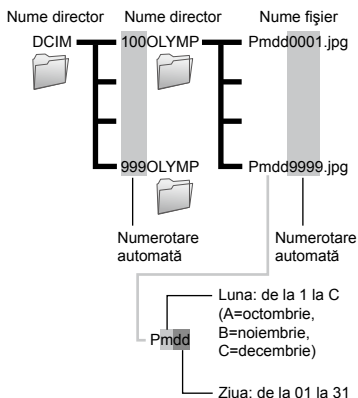 Nume director Nume director Nume fişier
DCIM 100OLYMP Pmdd0001.jpg
999OLYMP Pmdd9999.jpg
Numerotare automată
Numerotare automată
Luna: de la 1 la C
(A=octombrie,
B=noiembrie,
C=decembrie)
Pmdd
Ziua: de la 01 la 31